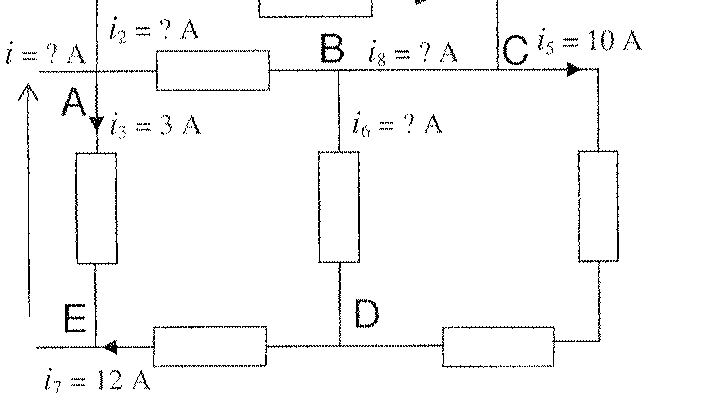 i₂ = ? A
i = ? A
B
i₈ = ? A
C
i₅ = 10 A
A
i₃ = 3 A
i₆ = ? A
E
D
i₇ = 12 A